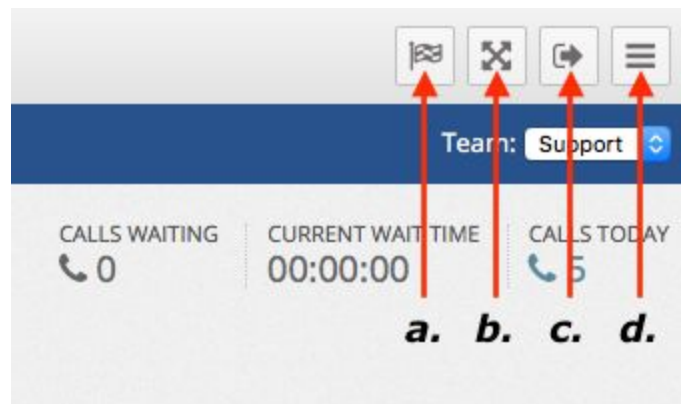 Team: Support
CALLS WAITING CURRENT WAIT TIME CALLS TODAY
0 00:00:00 5
a. b. c. d.